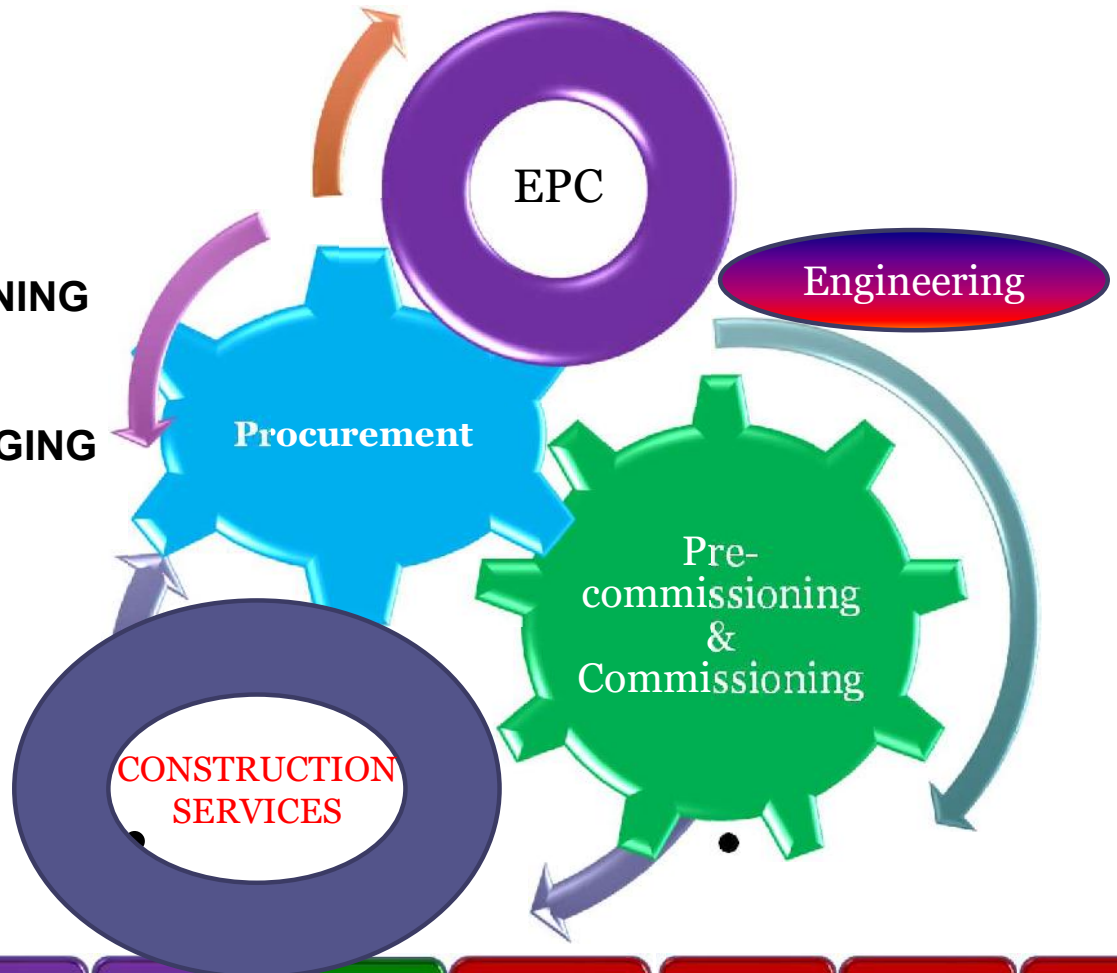 EPC
Engineering
NING
GING
Procurement
Pre-
commissioning
&
Commissioning
CONSTRUCTION
SERVICES